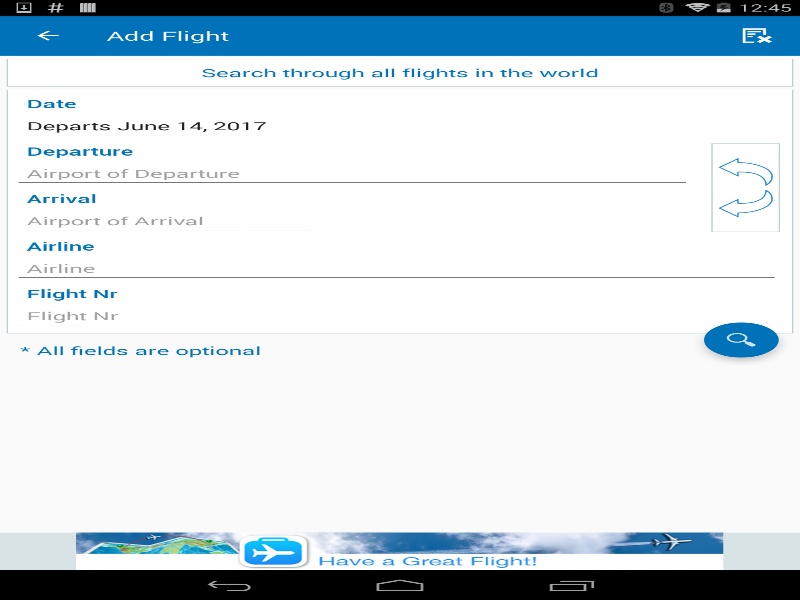 12:45
Add Flight
Search through all flights in the world
Date
Departs June 14, 2017
Departure
Airport of Departure
Arrival
Airport of Arrival
Airline
Airline
Flight Nr
Flight Nr
* All fields are optional
Have a Great Flight!